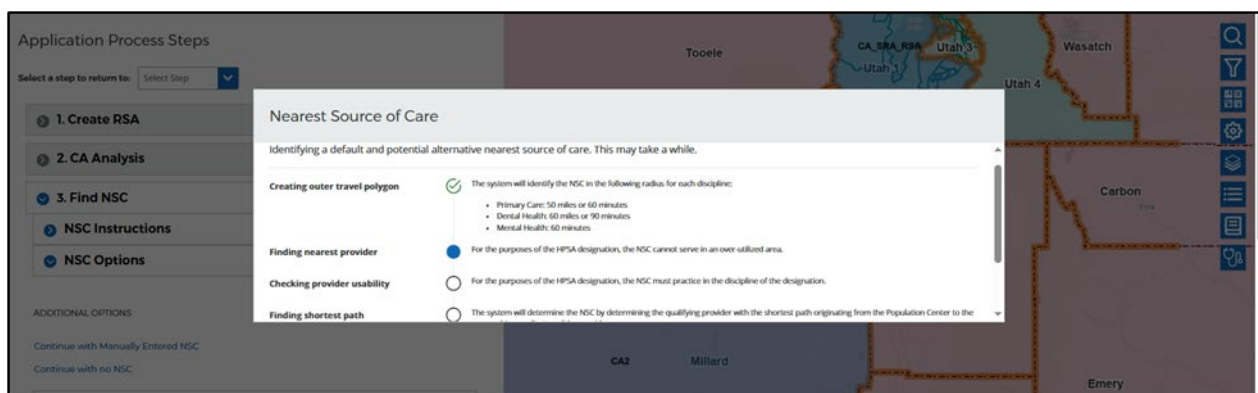 Application Process Steps
Select a step to return to: Select Step
1. Create RSA
2. CA Analysis
3. Find NSC
NSC Instructions
NSC Options
ADDITIONAL OPTIONS
Continue with Manually Entered NSC
Continue with no NSC
Nearest Source of Care
Identifying a default and potential alternative nearest source of care. This may take a while.
Creating outer travel polygon
The system will identify the NSC in the following radius for each discipline:
• Primary Care: 50 miles or 60 minutes
• Dental Health: 60 miles or 90 minutes
• Mental Health: 60 minutes
Finding nearest provider
For the purposes of the HPSA designation, the NSC cannot serve in an over-utilized area.
Checking provider usability
For the purposes of the HPSA designation, the NSC must practice in the discipline of the designation.
Finding shortest path
The system will determine the NSC by determining the qualifying provider with the shortest path originating from the Population Center to the
Tooele
CA_SRA_RSA
Utah 3
Wasatch
Utah 1
Utah 4
Carbon
CA2
Millard
Emery